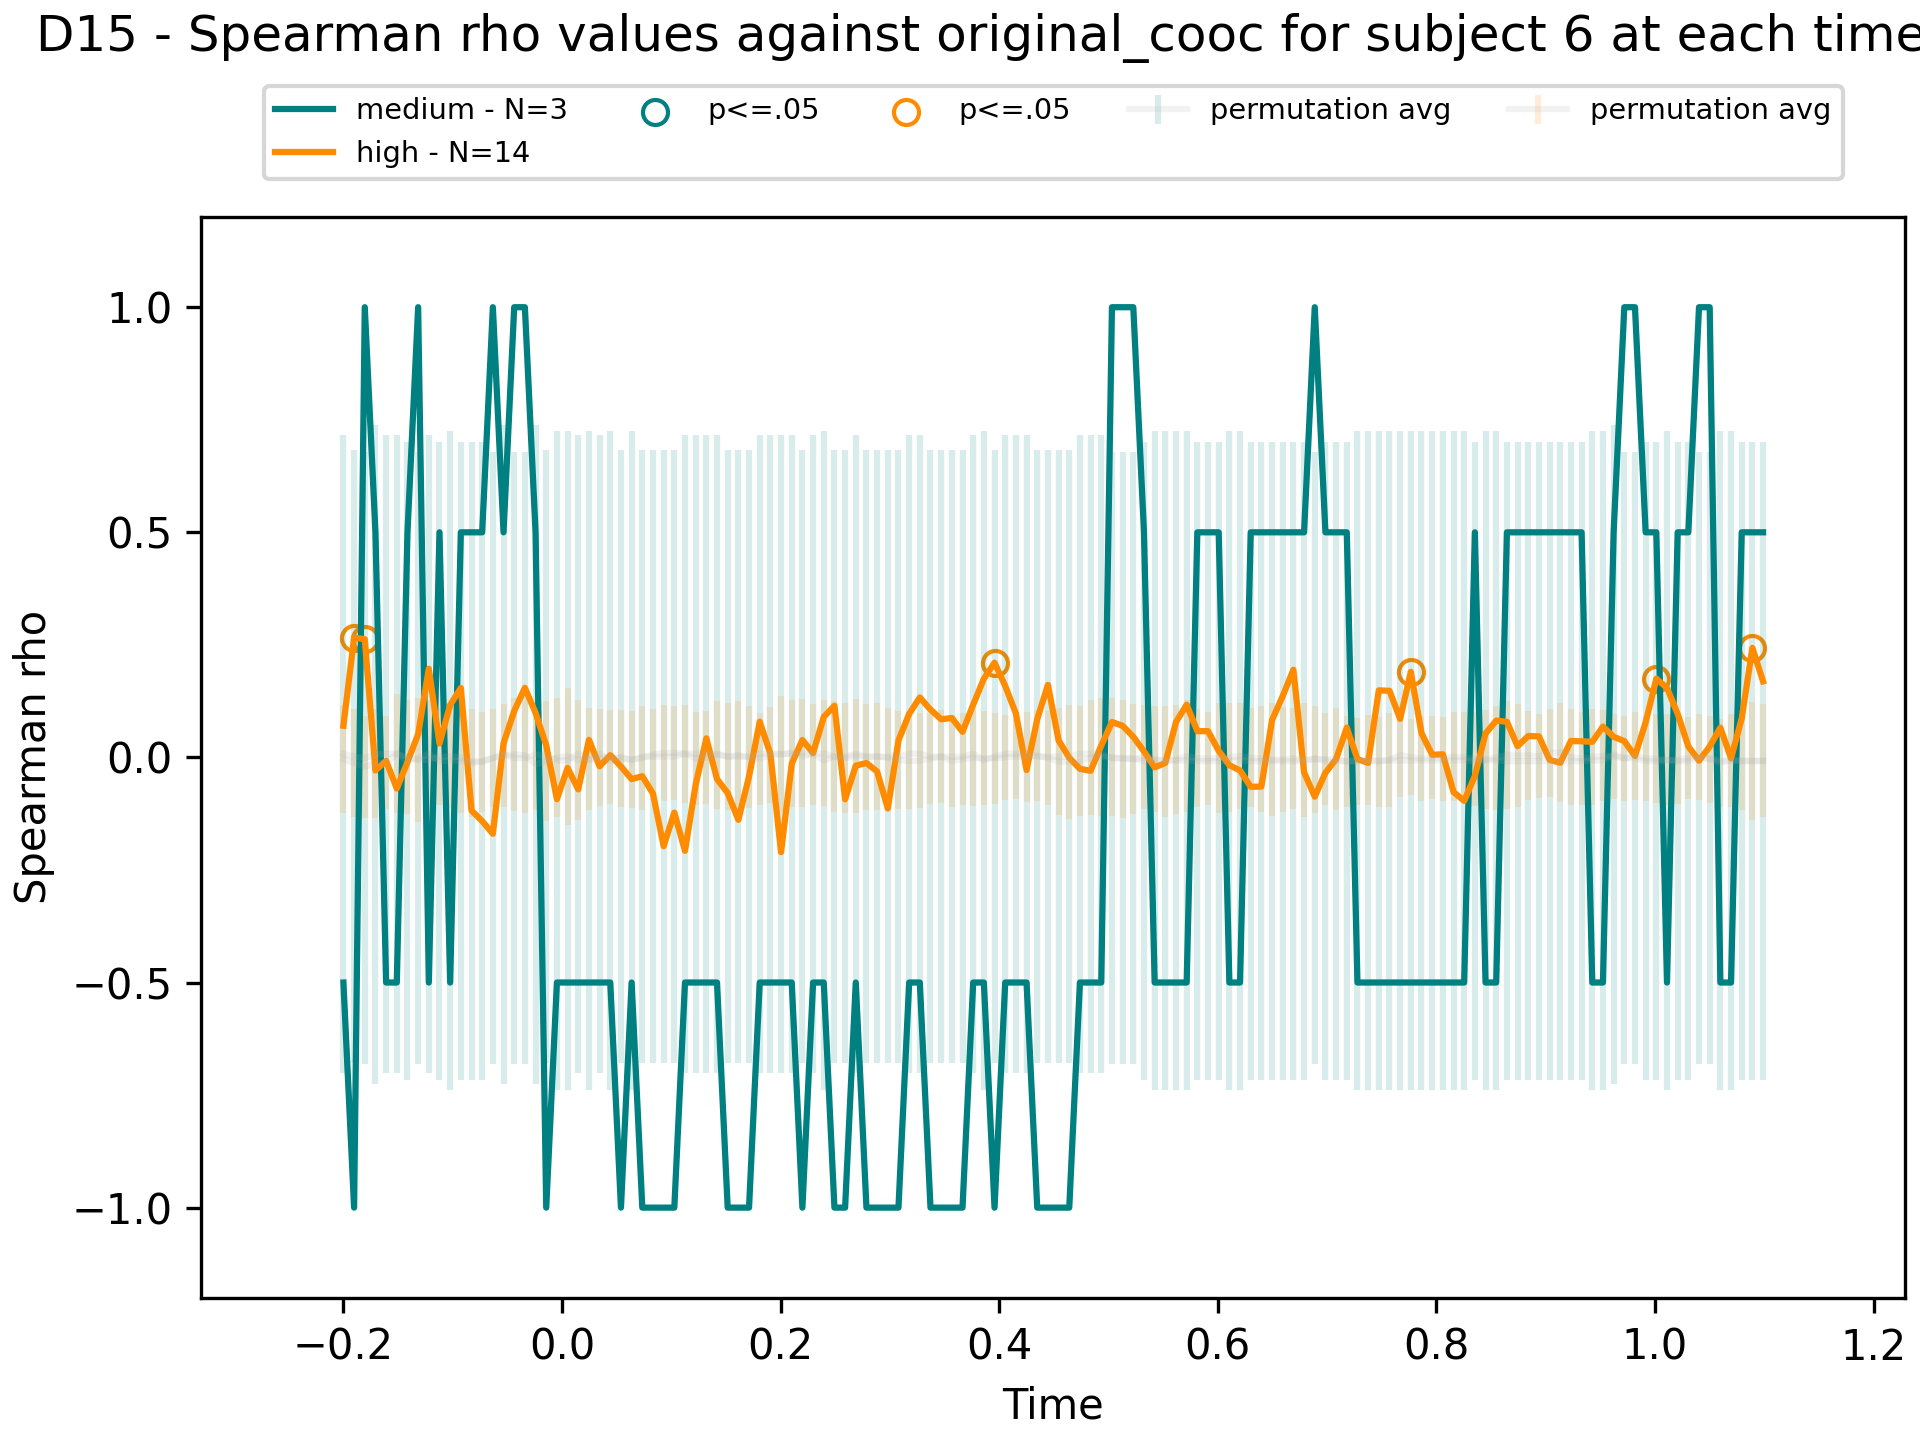 D15 - Spearman rho values against original_cooc for subject 6 at each time
medium - N=3
high - N=14
p<=.05
p<=.05
permutation avg
permutation avg
1.0
0.5
0.0
−0.5
−1.0
Spearman rho
−0.2
0.0
0.2
0.4
0.6
0.8
1.0
1.2
Time